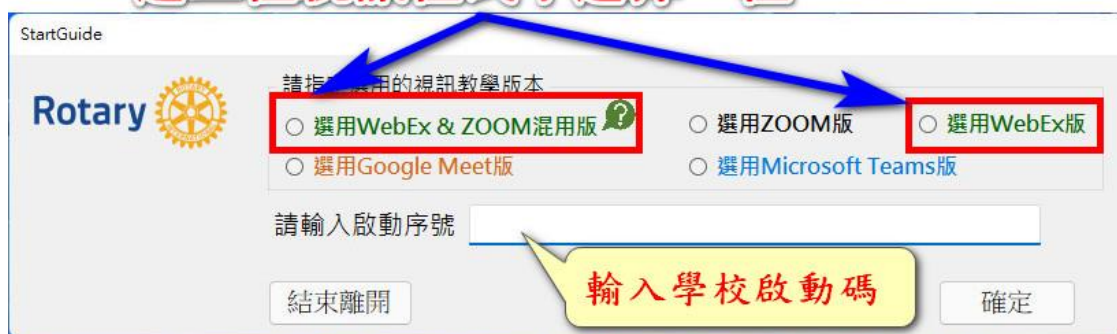 StartGuide
Rotary
選用的視訊教學版本
選用WebEx & ZOOM混用版
選用ZOOM版
選用WebEx版
選用Google Meet版
選用Microsoft Teams版
請輸入啟動序號
輸入學校啟動碼
結束離開
確定